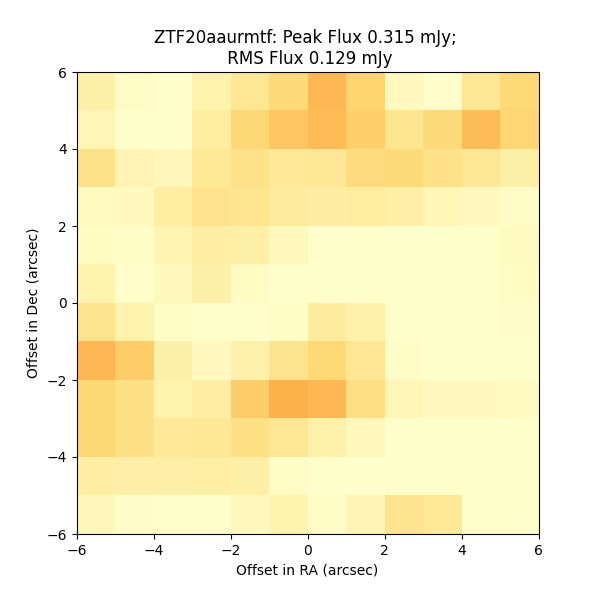 ZTF20aaurmtf: Peak Flux 0.315 mJy;
RMS Flux 0.129 mJy
6
4
2
0
−2
−4
−6
Offset in Dec (arcsec)
−6 −4 −2 0 2 4 6
Offset in RA (arcsec)